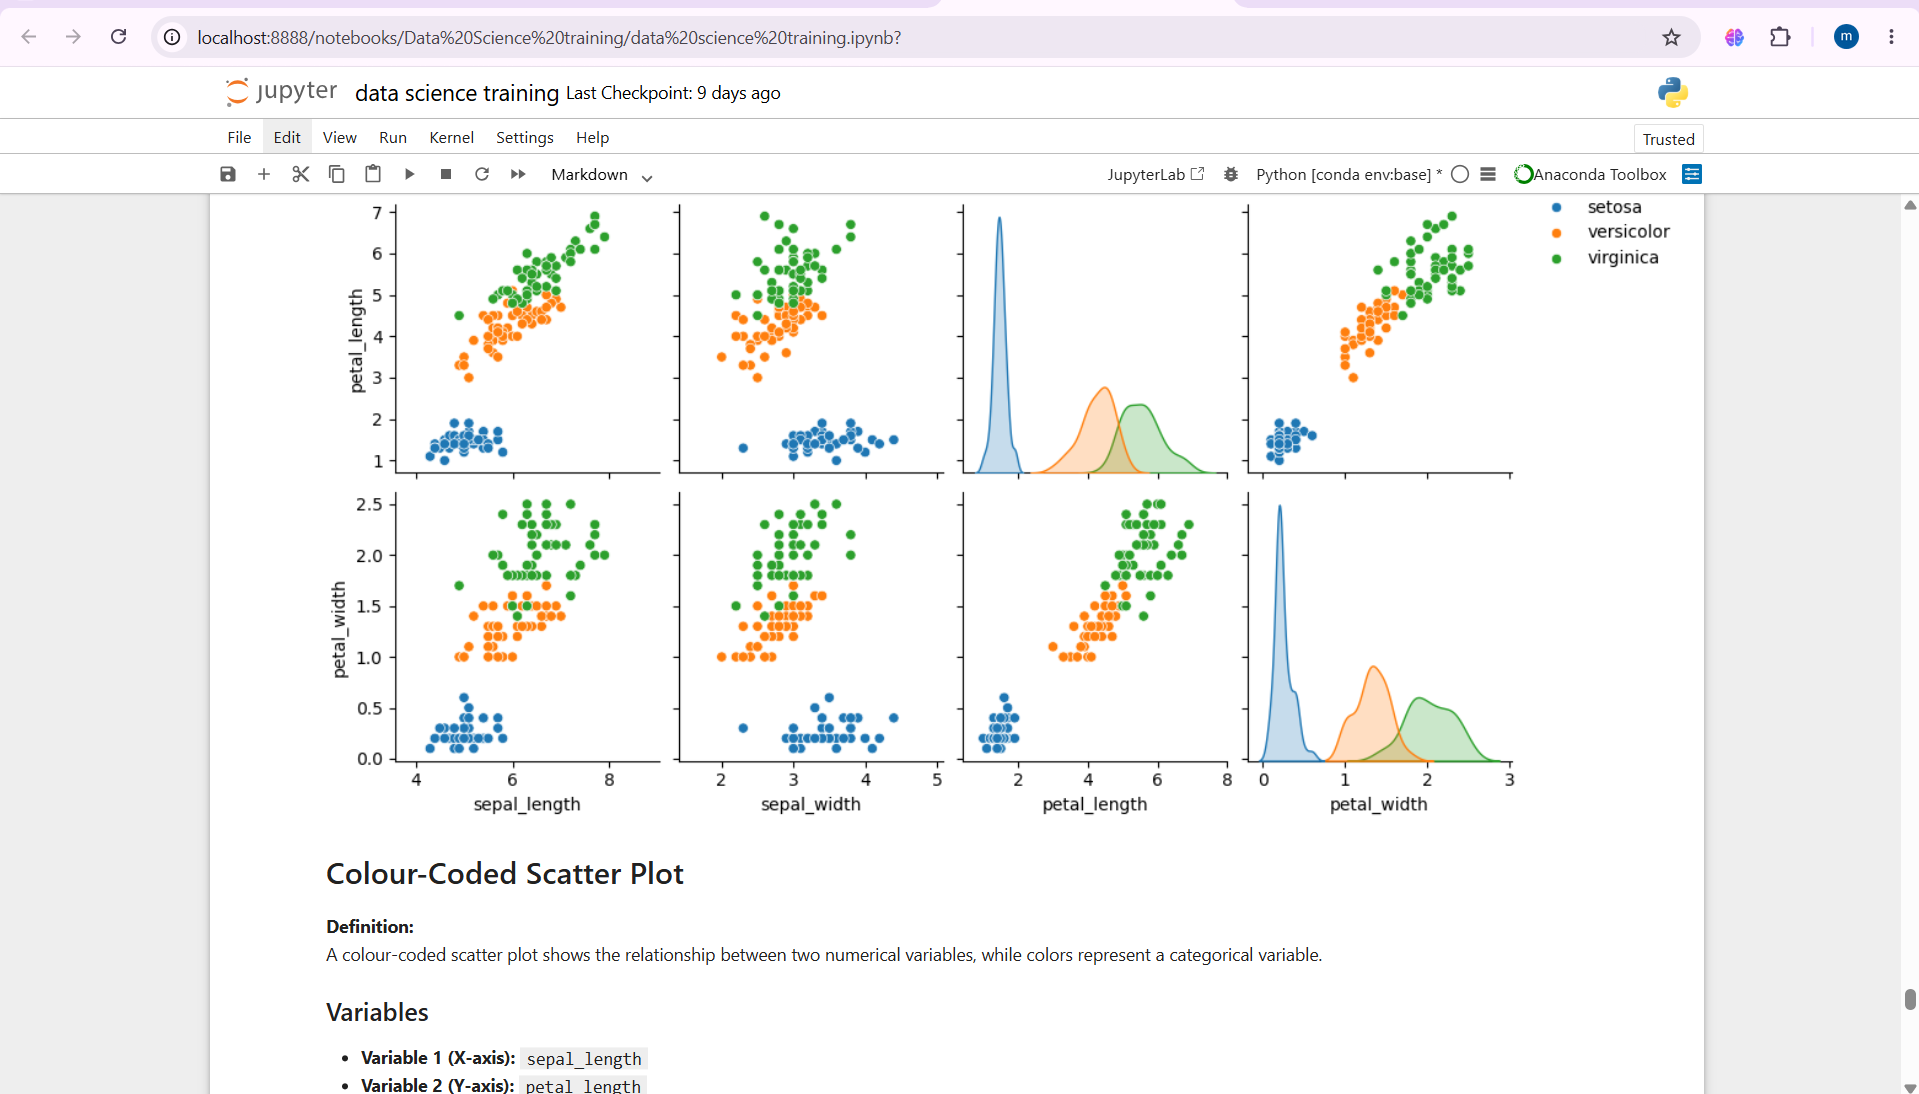 localhost:8888/notebooks/Data%20Science%20training/data%20science%20training.ipynb?
m
jupyter data science training Last Checkpoint: 9 days ago
File Edit View Run Kernel Settings Help
Trusted
Markdown
JupyterLab
Python [conda env:base] *
Anaconda Toolbox
setosa
versicolor
virginica
7
6
5
4
3
2
1
petal_length
2.5
2.0
1.5
1.0
0.5
0.0
petal_width
4 6 8
sepal_length
2 3 4 5
sepal_width
2 4 6 8
petal_length
0 1 2 3
petal_width
Colour-Coded Scatter Plot
Definition:
A colour-coded scatter plot shows the relationship between two numerical variables, while colors represent a categorical variable.
Variables
• Variable 1 (X-axis): sepal_length
• Variable 2 (Y-axis): petal_length